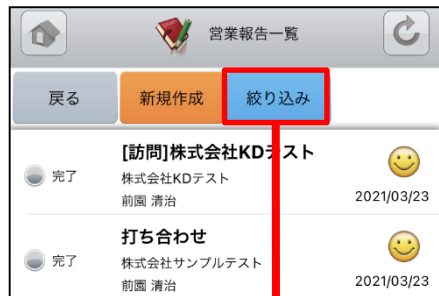 営業報告一覧
戻る 新規作成 絞り込み
[訪問]株式会社KDテスト
完了 株式会社KDテスト
前園 清治 2021/03/23
打ち合わせ
完了 株式会社サンプルテスト
前園 清治 2021/03/23